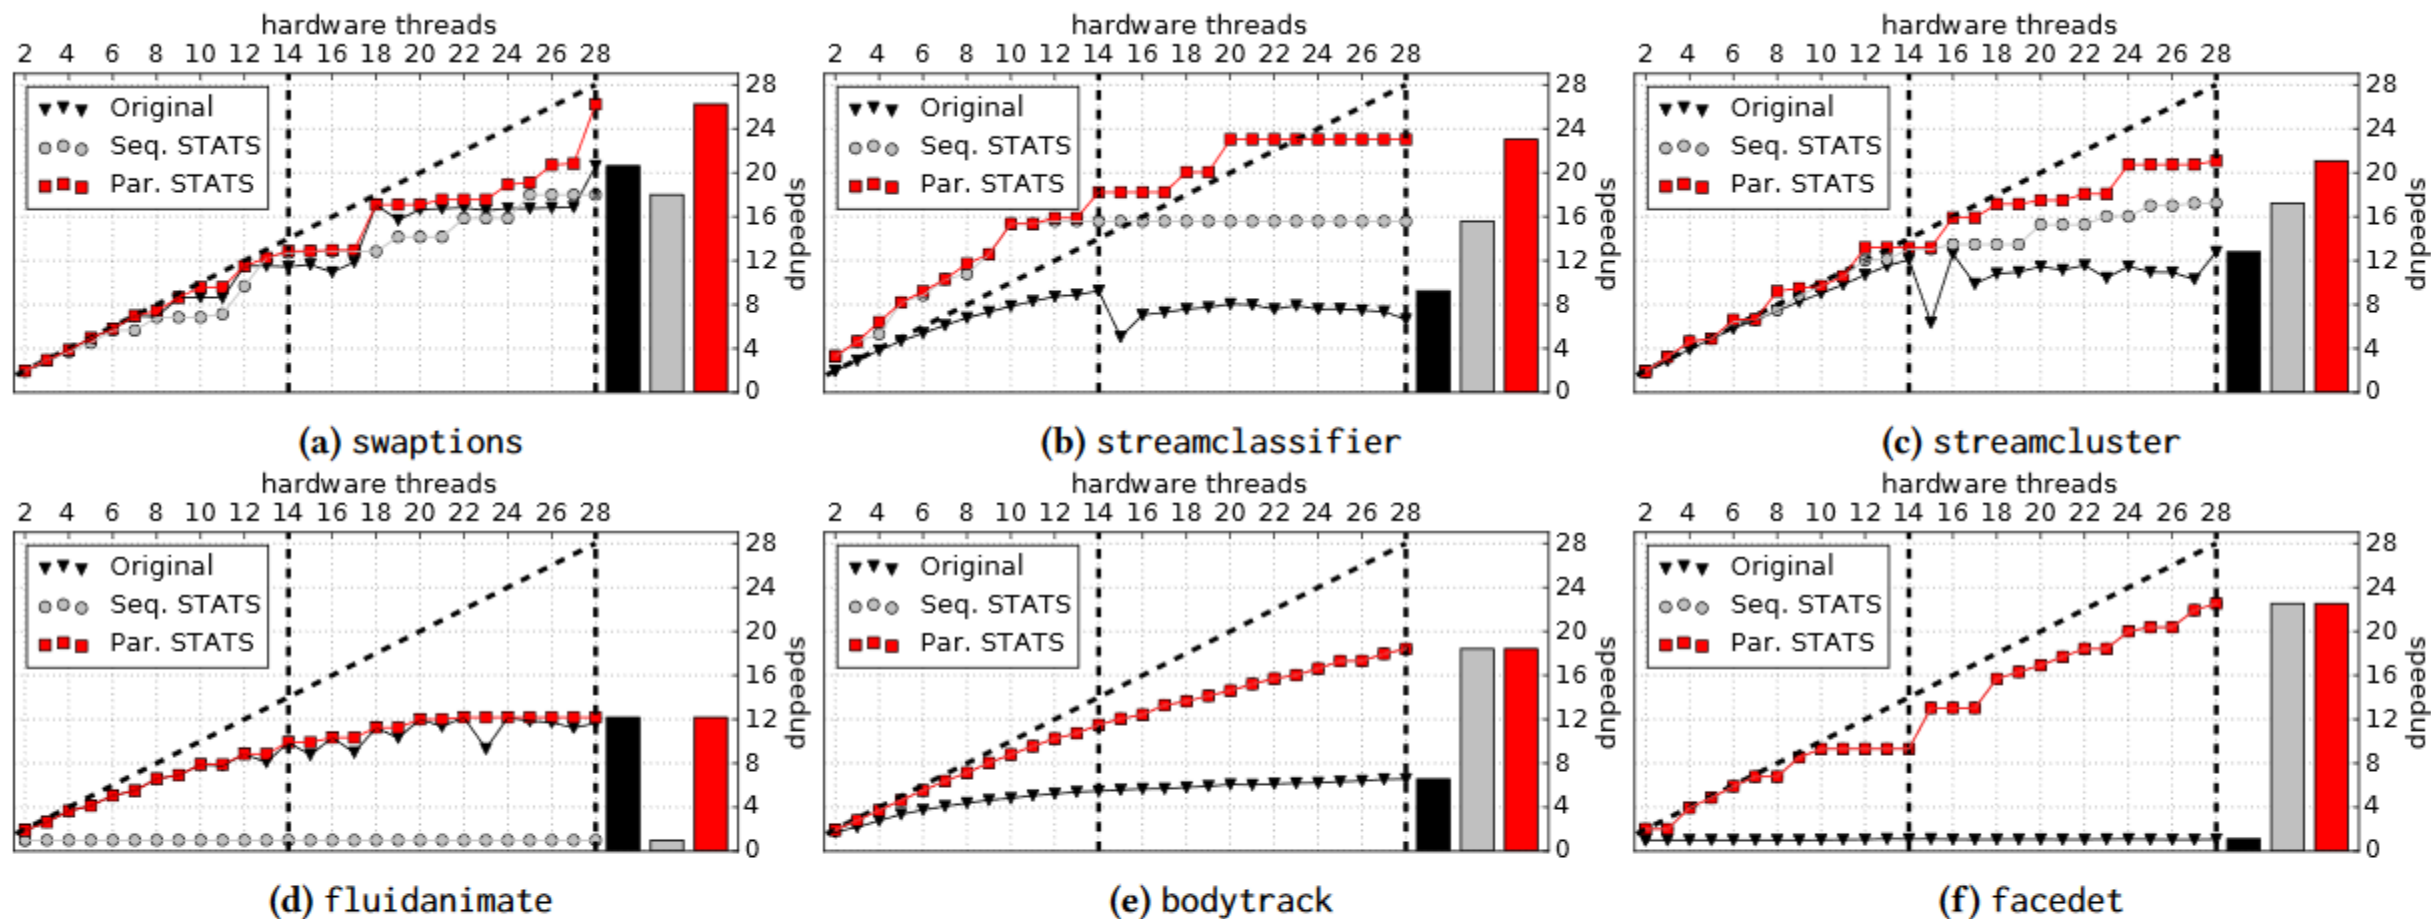 hardware threads
2 4 6 8 10 12 14 16 18 20 22 24 26 28
Original
Seq. STATS
Par. STATS
28
24
20
16
12
8
4
0
speedup
(a) swaptions
hardware threads
2 4 6 8 10 12 14 16 18 20 22 24 26 28
Original
Seq. STATS
Par. STATS
28
24
20
16
12
8
4
0
speedup
(b) streamclassifier
hardware threads
2 4 6 8 10 12 14 16 18 20 22 24 26 28
Original
Seq. STATS
Par. STATS
28
24
20
16
12
8
4
0
speedup
(c) streamcluster
hardware threads
2 4 6 8 10 12 14 16 18 20 22 24 26 28
Original
Seq. STATS
Par. STATS
28
24
20
16
12
8
4
0
speedup
(d) fluidanimate
hardware threads
2 4 6 8 10 12 14 16 18 20 22 24 26 28
Original
Seq. STATS
Par. STATS
28
24
20
16
12
8
4
0
speedup
(e) bodytrack
hardware threads
2 4 6 8 10 12 14 16 18 20 22 24 26 28
Original
Seq. STATS
Par. STATS
28
24
20
16
12
8
4
0
speedup
(f) facedet